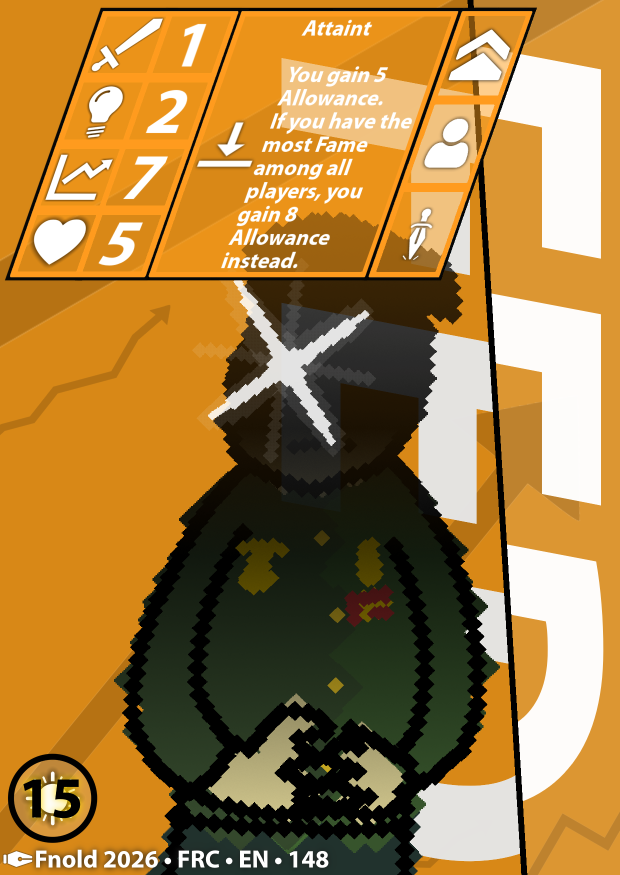 1
2
7
5
Attaint
You gain 5
Allowance.
If you have the
most Fame
among all
players, you
gain 8
Allowance
instead.
15
Fnold 2026 • FRC • EN • 148